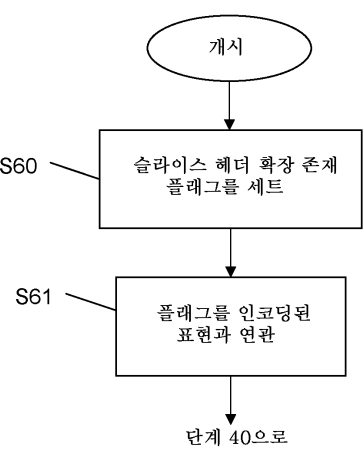 개시
S60
슬라이스 헤더 확장 존재
플래그를 세트
S61
플래그를 인코딩된
표현과 연관
단계 40으로